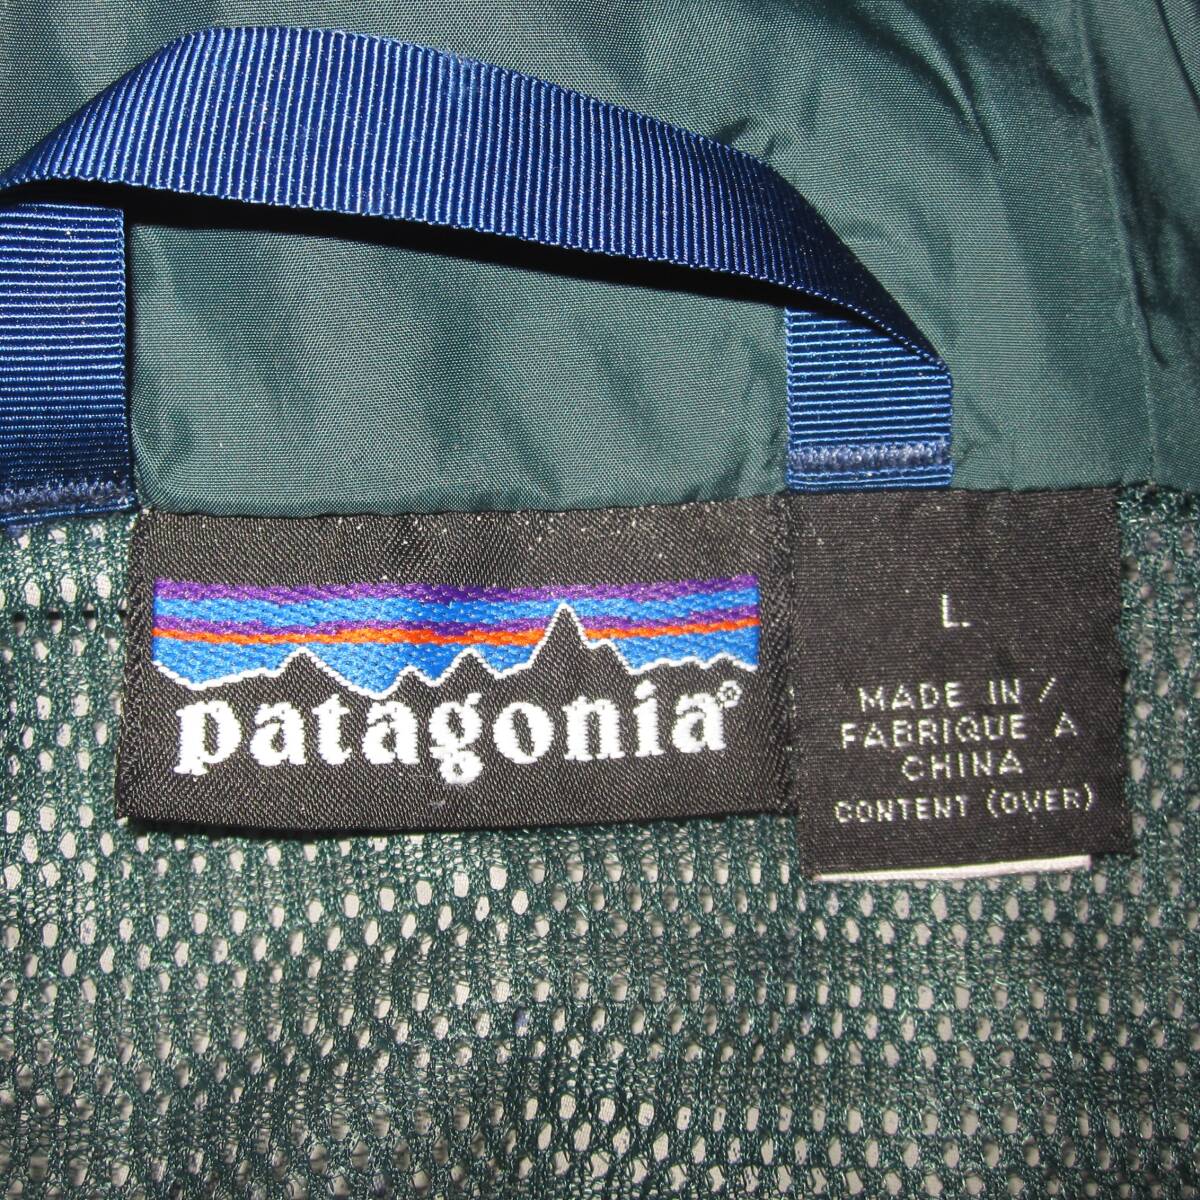 patagonia®
L
MADE IN /
FABRIQUE A
CHINA
CONTENT (OVER)